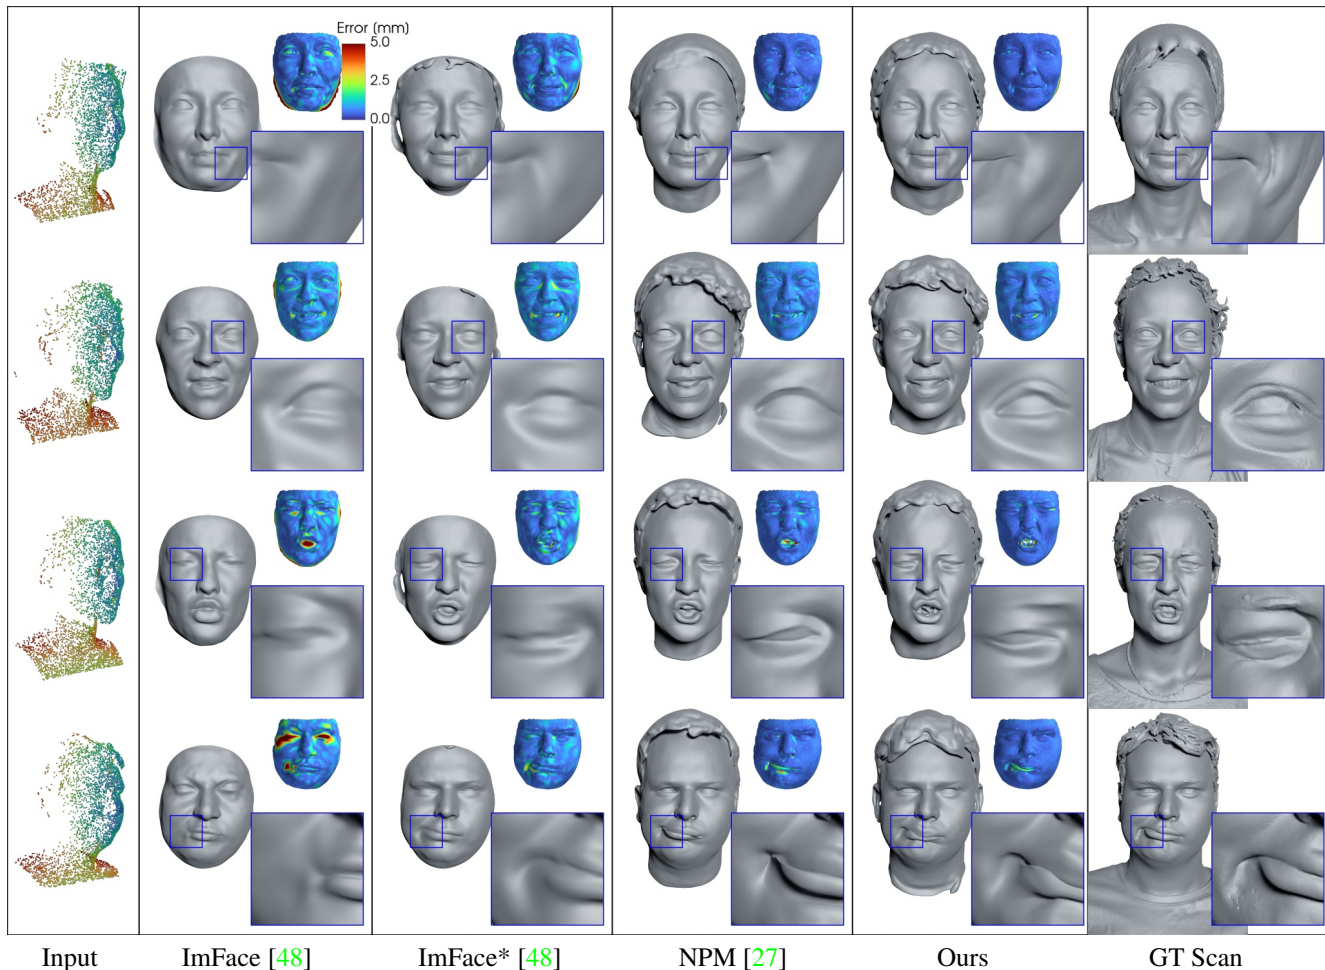 Error [mm]
5.0
2.5
0.0
Input
ImFace [48]
ImFace* [48]
NPM [27]
Ours
GT Scan